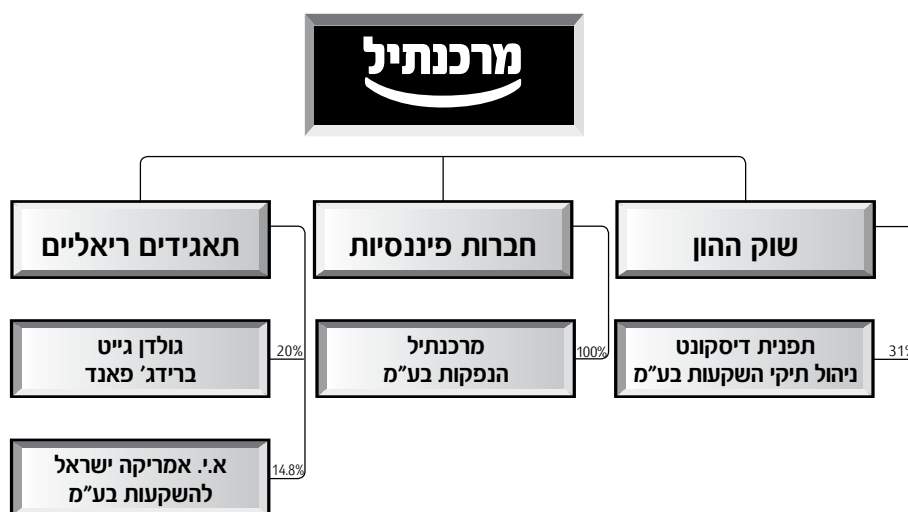 מרכנתיל
שוק ההון
חברות פיננסיות
תאגידים ריאליים
תפנית דיסקונט
ניהול תיקי השקעות בע״מ
31%
מרכנתיל
הנפקות בע״מ
100%
גולדן גייט
ברידג׳ פאנד
20%
א.י. אמריקה ישראל
להשקעות בע״מ
14.8%